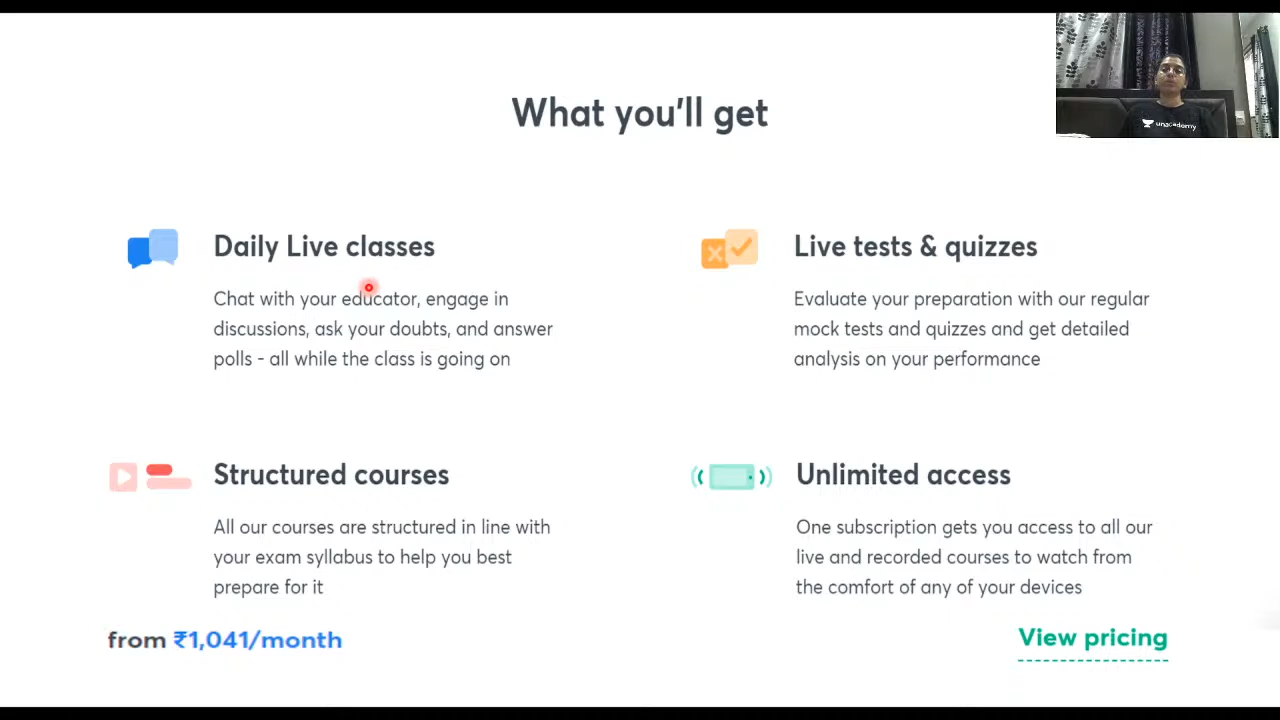 What you'll get
unacademy
Daily Live classes
Chat with your educator, engage in
discussions, ask your doubts, and answer
polls - all while the class is going on
Live tests & quizzes
Evaluate your preparation with our regular
mock tests and quizzes and get detailed
analysis on your performance
Structured courses
All our courses are structured in line with
your exam syllabus to help you best
prepare for it
Unlimited access
One subscription gets you access to all our
live and recorded courses to watch from
the comfort of any of your devices
from ₹1,041/month
View pricing